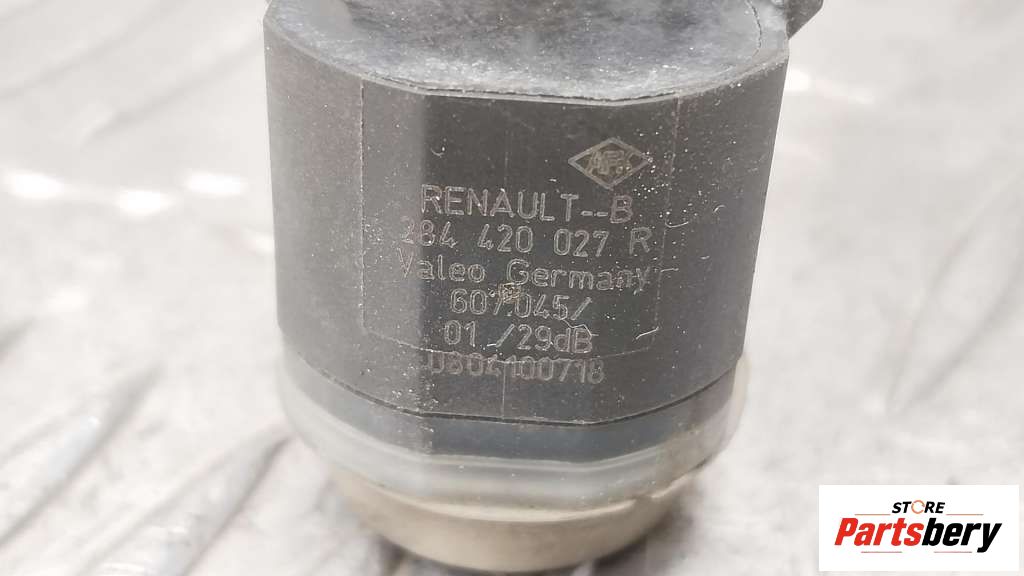 RENAULT--B
284 420 027 R
Valeo Germany
607.045/
01 /29dB
0804100718
STORE
Partsbery